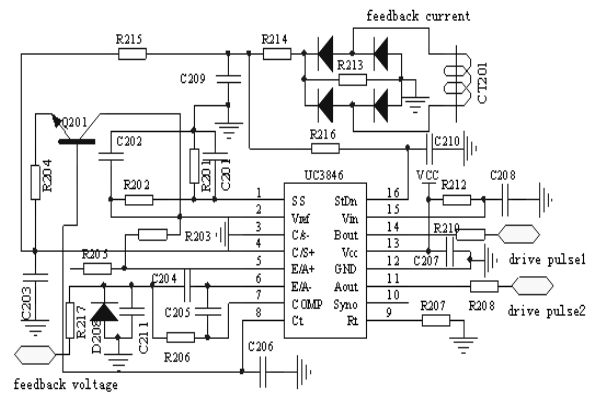 feedback current
R215
R214
C209
R213
CT201
Q201
C202
R201
C201
R216
C210
R204
R202
UC3846
VCC
R212
C208
1 SS StDn 16
2 Vref Vin 15
3 C/s- Bout 14
4 C/S+ Vcc 13
5 E/A+ GND 12
6 E/A- Aout 11
7 COMP Syno 10
8 Ct Rt 9
R203
R210
R205
C207
drive pulse1
C203
C204
R217
D208
C211
C205
R208
drive pulse2
R207
R206
C206
feedback voltage